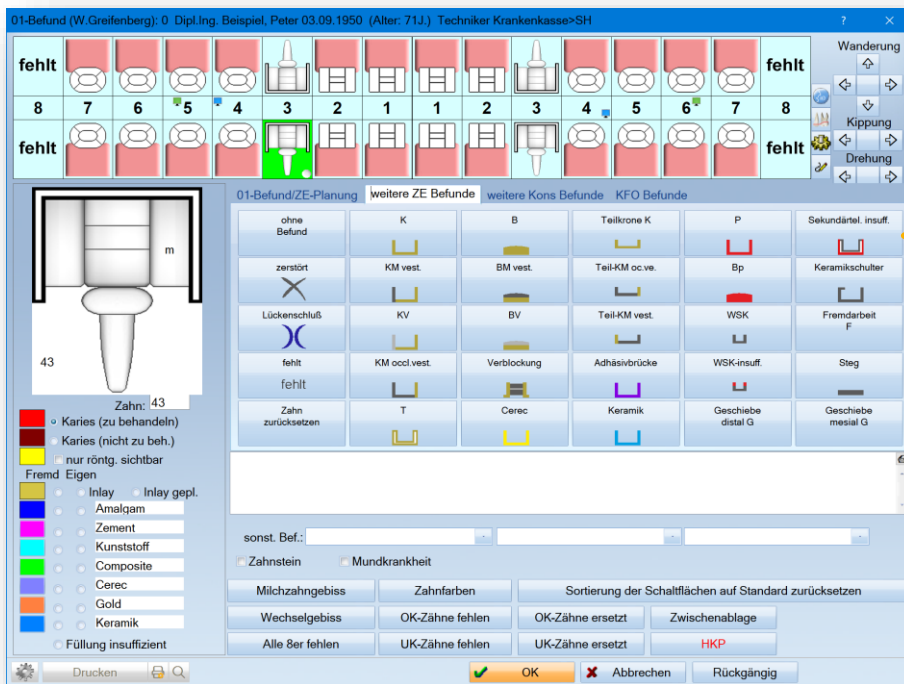 01-Befund (W.Greifenberg): 0 Dipl.Ing. Beispiel, Peter 03.09.1950 (Alter: 71J.) Techniker Krankenkasse>SH ?
fehlt fehlt
Wanderung
8 7 6 5 4 3 2 1 1 2 3 4 5 6 7 8
Kippung
fehlt fehlt
Drehung
m
43
Zahn: 43
Karies (zu behandeln)
Karies (nicht zu beh.)
nur röntg. sichtbar
Fremd Eigen
Inlay Inlay gepl.
Amalgam
Zement
Kunststoff
Composite
Cerec
Gold
Keramik
Füllung insuffizient
01-Befund/ZE-Planung weitere ZE Befunde weitere Kons Befunde KFO Befunde
ohne Befund K B Teilkrone K P Sekundärtel. insuff.
zerstört KM vest. BM vest. Teil-KM oc.ve. Bp Keramikschulter
Lückenschluß KV BV Teil-KM vest. WSK Fremdarbeit F
fehlt KM occl.vest. Verblockung Adhäsivbrücke WSK-insuff. Steg
fehlt
Zahn zurücksetzen T Cerec Keramik Geschiebe distal G Geschiebe mesial G
sonst. Bef.:
Zahnstein Mundkrankheit
Milchzahngebiss Zahnfarben Sortierung der Schaltflächen auf Standard zurücksetzen
Wechselgebiss OK-Zähne fehlen OK-Zähne ersetzt Zwischenablage
Alle 8er fehlen UK-Zähne fehlen UK-Zähne ersetzt HKP
Drucken OK Abbrechen Rückgängig